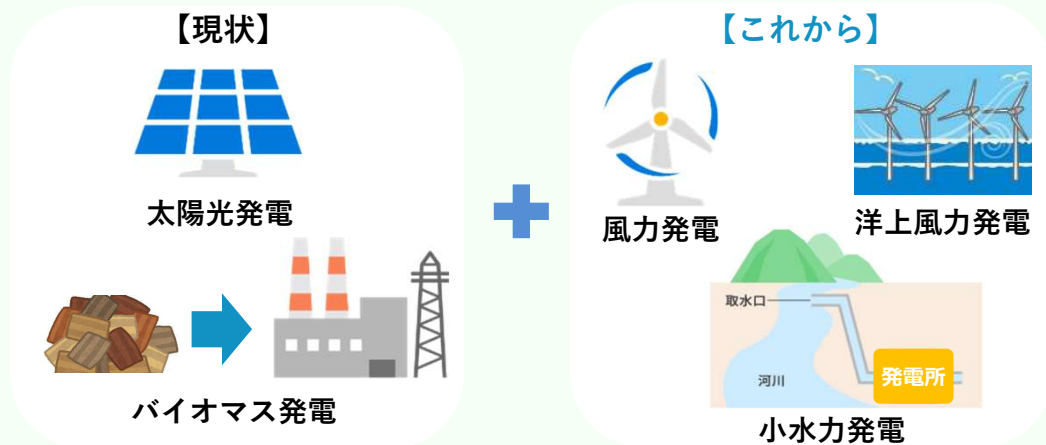 【現状】
太陽光発電
バイオマス発電
【これから】
風力発電
洋上風力発電
取水口
河川
発電所
小水力発電